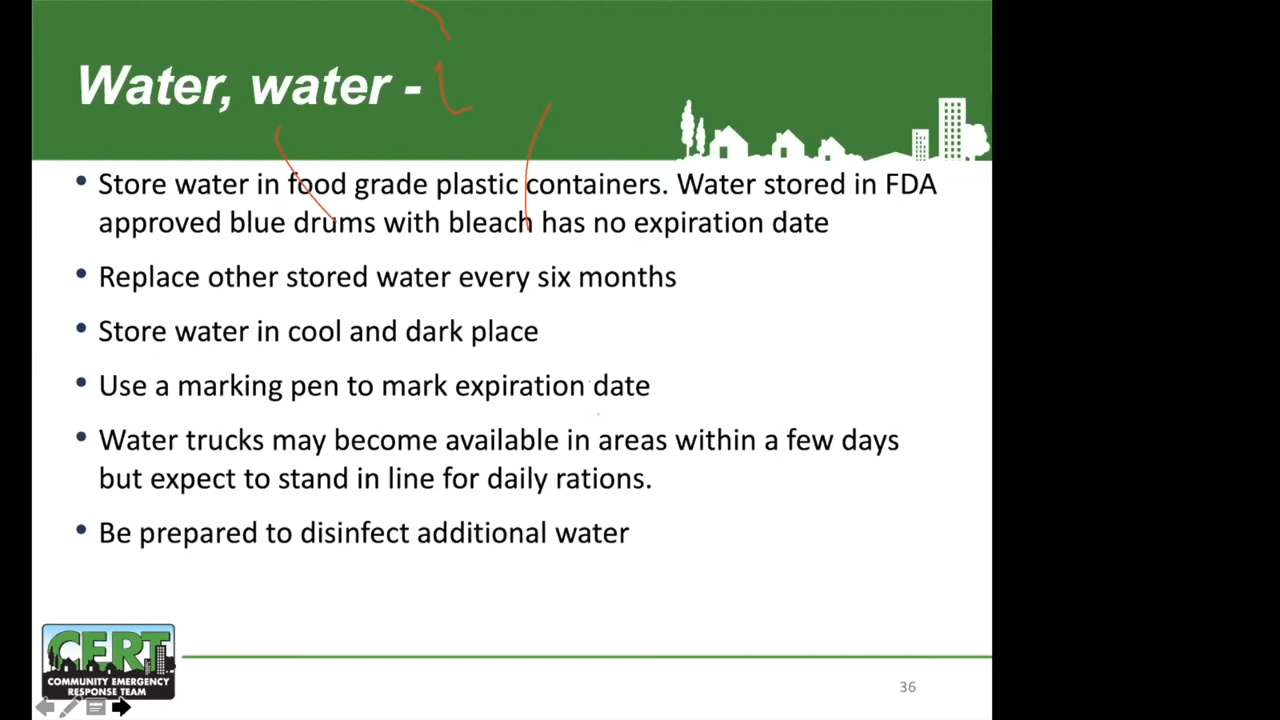 Water, water -
Store water in food grade plastic containers. Water stored in FDA
approved blue drums with bleach has no expiration date
Replace other stored water every six months
Store water in cool and dark place
Use a marking pen to mark expiration date
Water trucks may become available in areas within a few days
but expect to stand in line for daily rations.
Be prepared to disinfect additional water
CERT
COMMUNITY EMERGENCY
RESPONSE TEAM
36